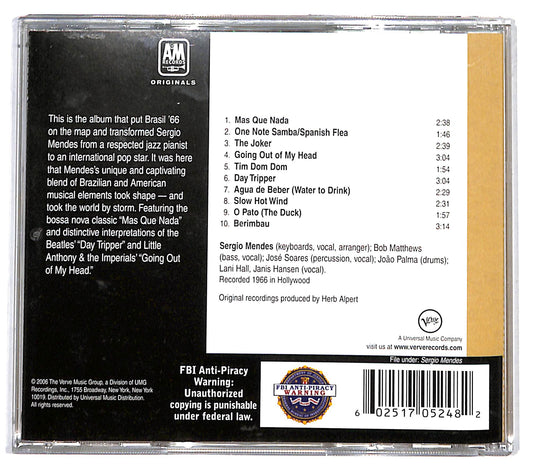 AM
RECORDS
ORIGINALS
This is the album that put Brasil '66
on the map and transformed Sergio
Mendes from a respected jazz pianist
to an international pop star. It was here
that Mendes's unique and captivating
blend of Brazilian and American
musical elements took shape — and
took the world by storm. Featuring the
bossa nova classic "Mas Que Nada"
and distinctive interpretations of the
Beatles' "Day Tripper" and Little
Anthony & the Imperials' "Going Out
of My Head."
1. Mas Que Nada 2:38
2. One Note Samba/Spanish Flea 1:46
3. The Joker 2:39
4. Going Out of My Head 3:04
5. Tim Dom Dom 1:54
6. Day Tripper 3:04
7. Agua de Beber (Water to Drink) 2:29
8. Slow Hot Wind 2:31
9. O Pato (The Duck) 1:57
10. Berimbau 3:14
Sergio Mendes (keyboards, vocal, arranger); Bob Matthews
(bass, vocal); José Soares (percussion, vocal); João Palma (drums);
Lani Hall, Janis Hansen (vocal).
Recorded 1966 in Hollywood
Original recordings produced by Herb Alpert
Verve
A Universal Music Company
visit us at www.ververecords.com
File under: Sergio Mendes
© 2006 The Verve Music Group, a Division of UMG
Recordings, Inc., 1755 Broadway, New York, New York
10019. Distributed by Universal Music Distribution.
All rights reserved.
FBI Anti-Piracy
Warning:
Unauthorized
copying is punishable
under federal law.
FBI ANTI-PIRACY
WARNING
6 02517 05248 2